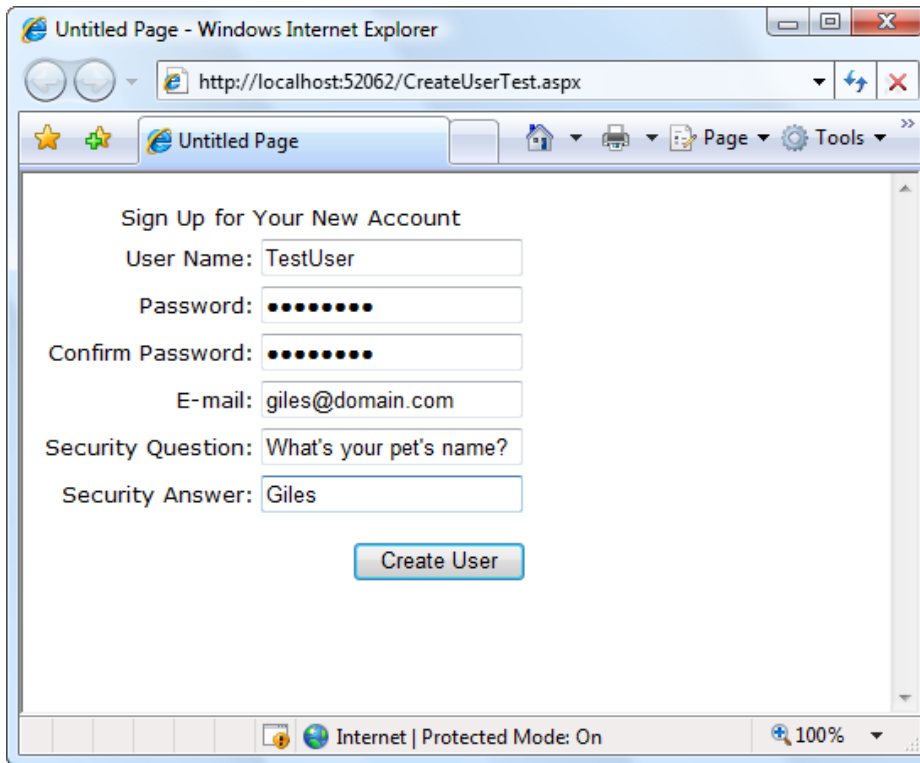 Untitled Page - Windows Internet Explorer
http://localhost:52062/CreateUserTest.aspx
Untitled Page Page Tools »
Sign Up for Your New Account
User Name: TestUser
Password: ••••••••
Confirm Password: ••••••••
E-mail: giles@domain.com
Security Question: What's your pet's name?
Security Answer: Giles
Create User
Internet | Protected Mode: On 100%